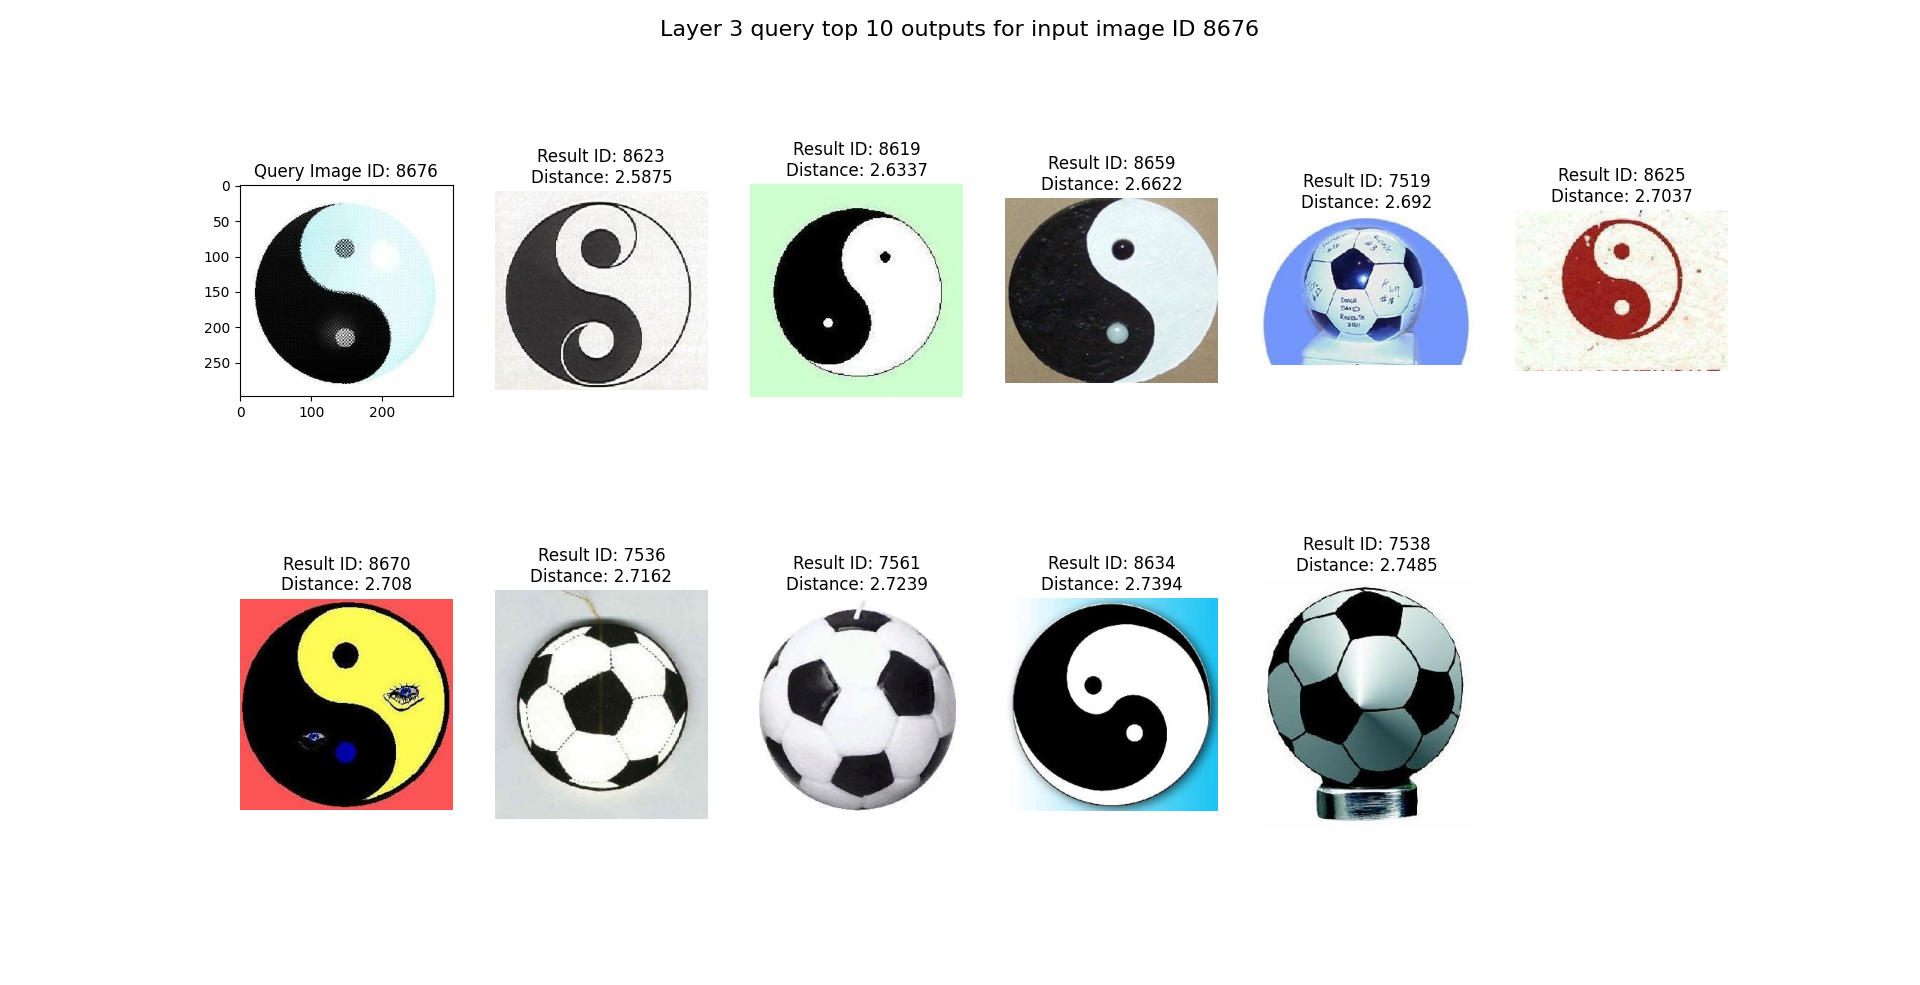 Layer 3 query top 10 outputs for input image ID 8676
Query Image ID: 8676
0
50
100
150
200
250
0 100 200
Result ID: 8623
Distance: 2.5875
Result ID: 8619
Distance: 2.6337
Result ID: 8659
Distance: 2.6622
Result ID: 7519
Distance: 2.692
Result ID: 8625
Distance: 2.7037
Result ID: 8670
Distance: 2.708
Result ID: 7536
Distance: 2.7162
Result ID: 7561
Distance: 2.7239
Result ID: 8634
Distance: 2.7394
Result ID: 7538
Distance: 2.7485